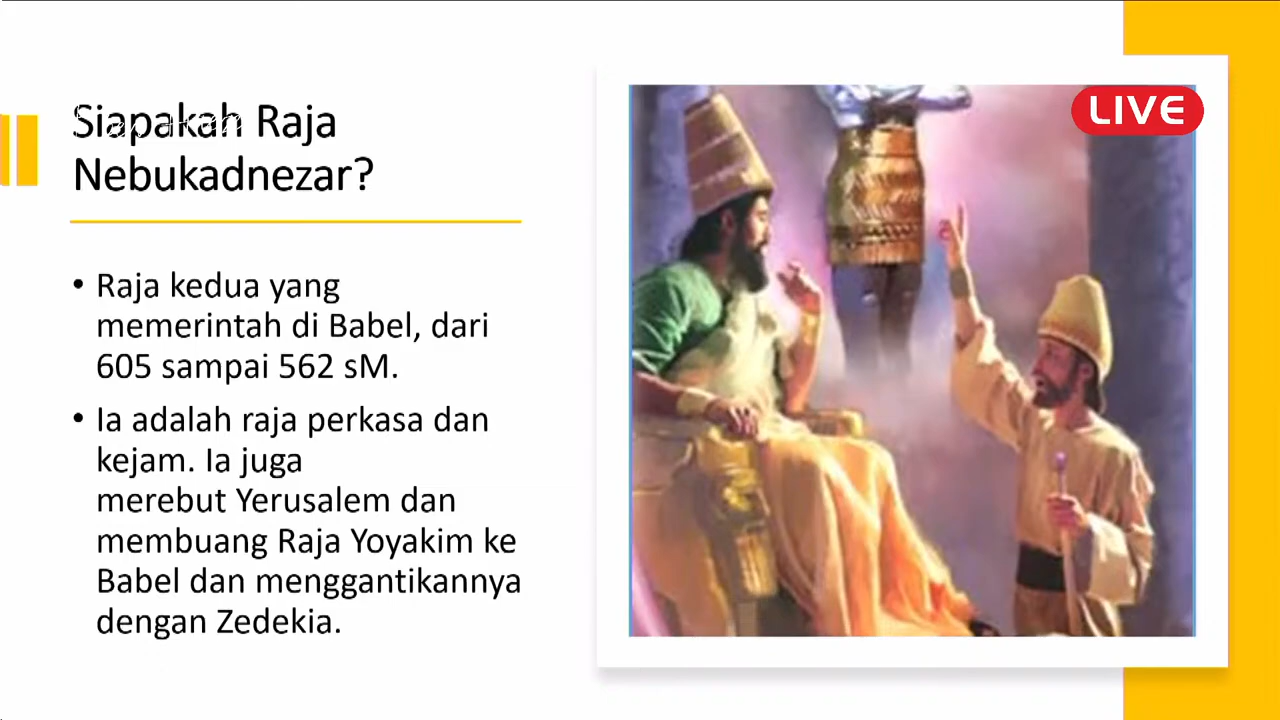 Siapakah Raja
Nebukadnezar?
• Raja kedua yang
memerintah di Babel, dari
605 sampai 562 sM.
• Ia adalah raja perkasa dan
kejam. Ia juga
merebut Yerusalem dan
membuang Raja Yoyakim ke
Babel dan menggantikannya
dengan Zedekia.
LIVE